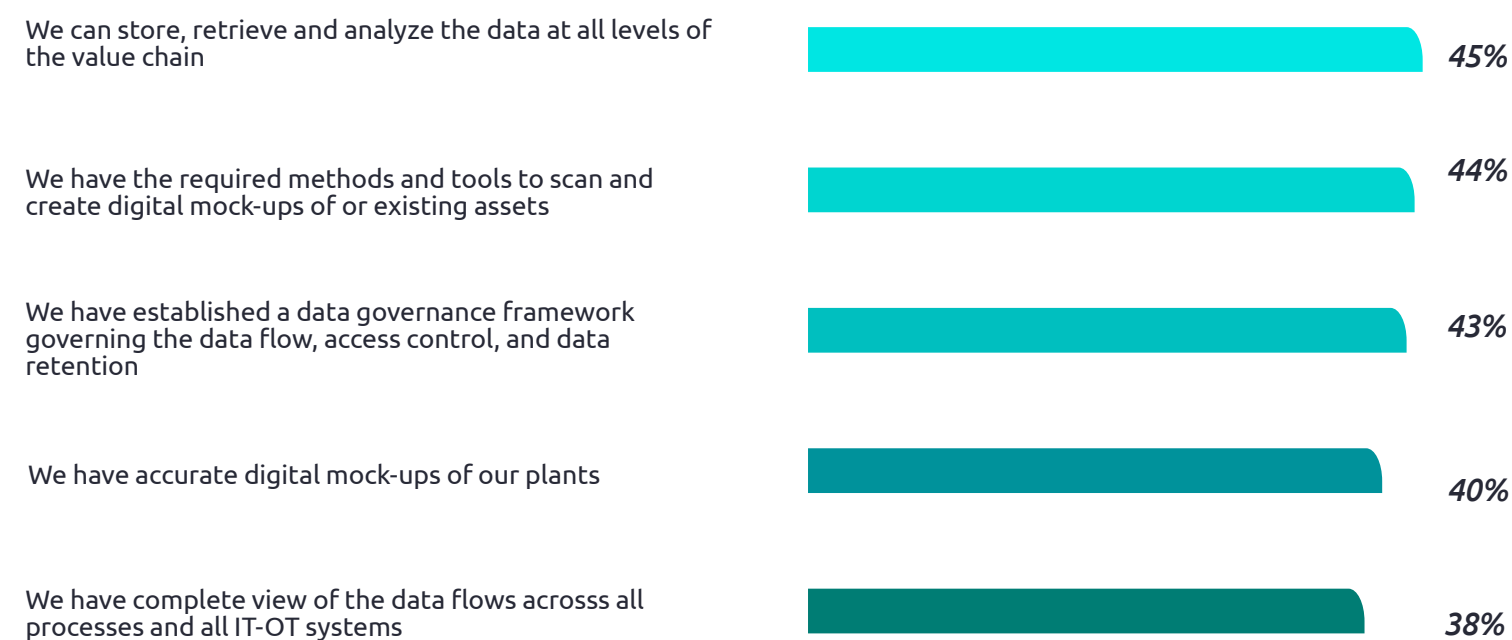 We can store, retrieve and analyze the data at all levels of
the value chain
45%
We have the required methods and tools to scan and
create digital mock-ups of or existing assets
44%
We have established a data governance framework
governing the data flow, access control, and data
retention
43%
We have accurate digital mock-ups of our plants
40%
We have complete view of the data flows acrosss all
processes and all IT-OT systems
38%